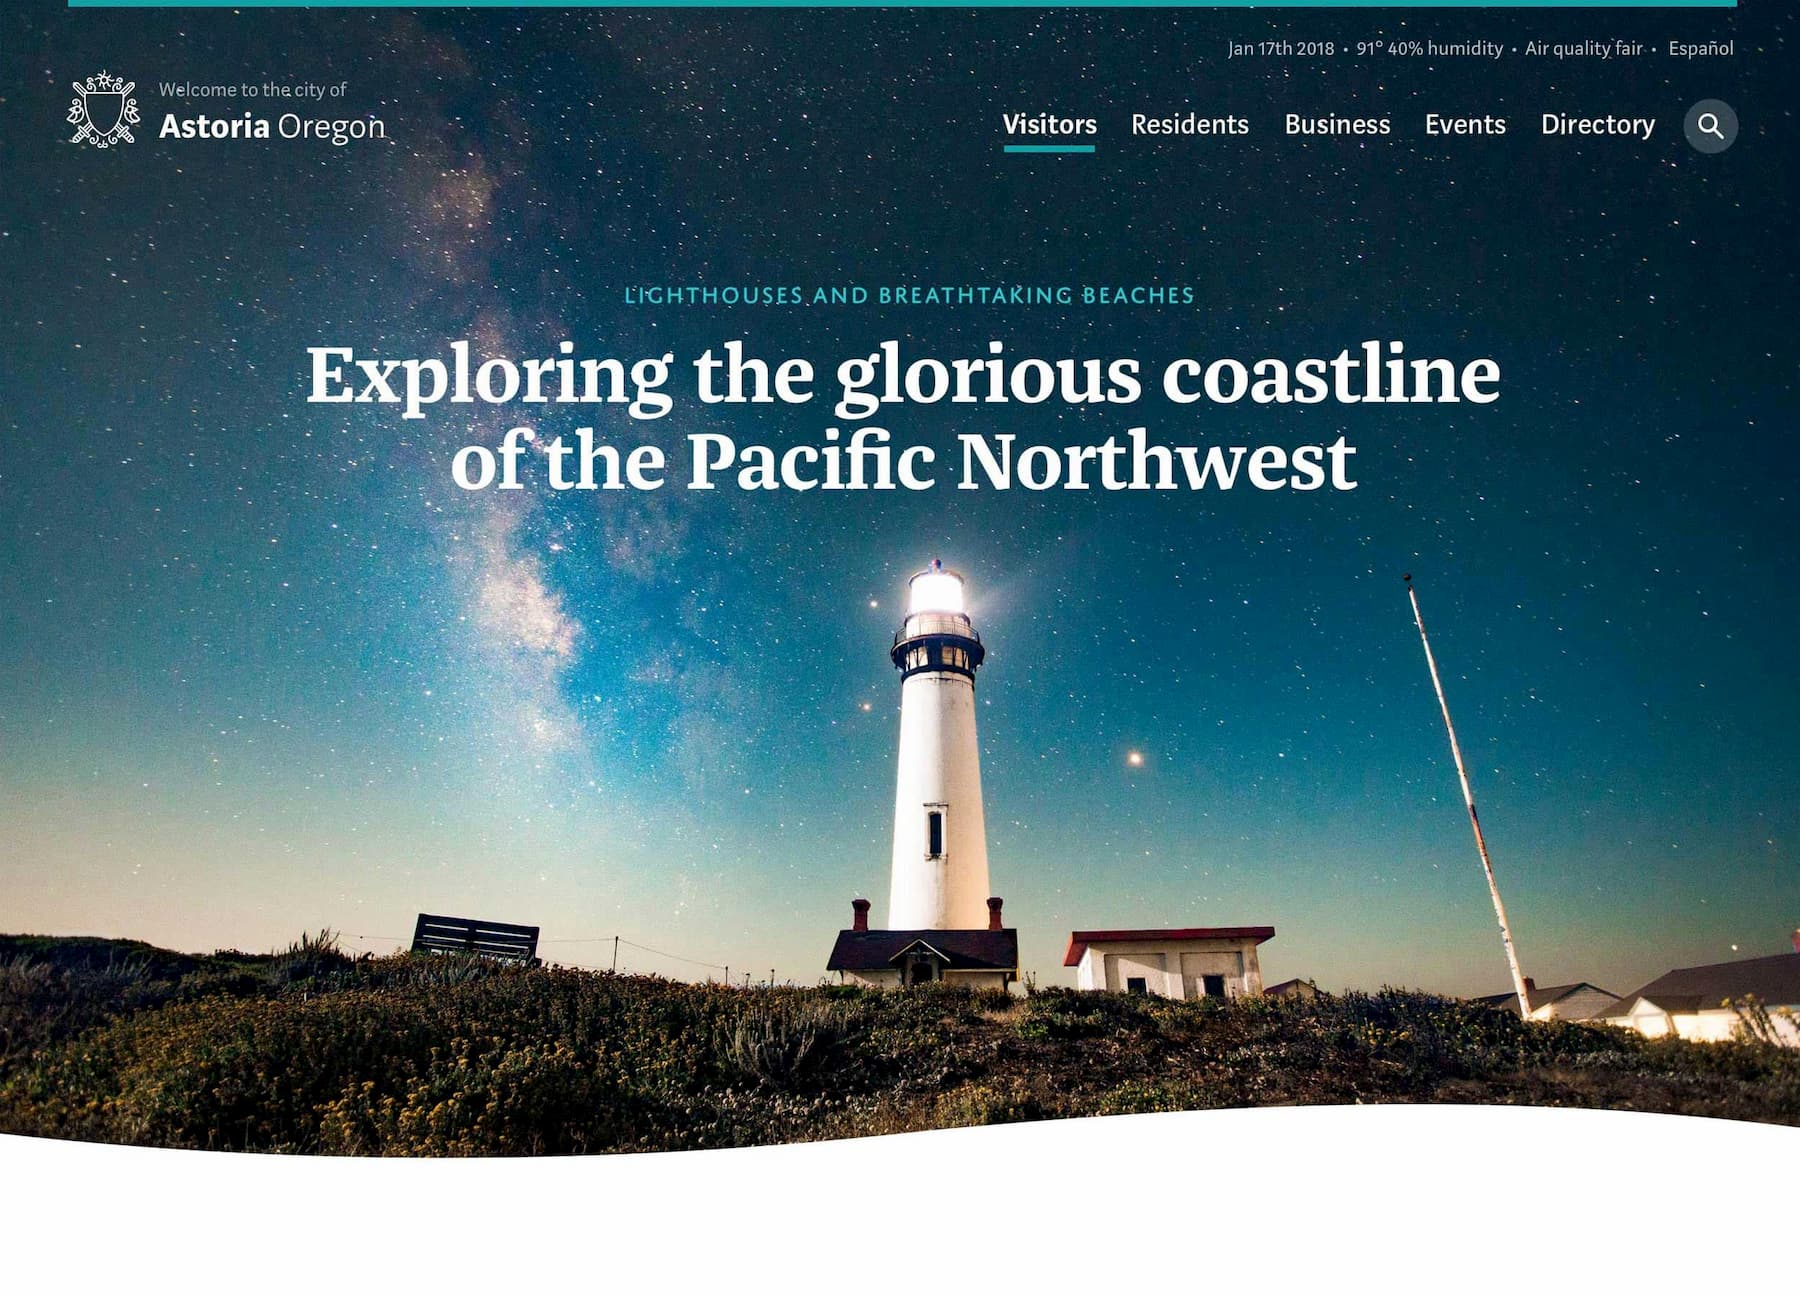 Jan 17th 2018 • 91° 40% humidity • Air quality fair • Español
Welcome to the city of
Astoria Oregon
Visitors Residents Business Events Directory
LIGHTHOUSES AND BREATHTAKING BEACHES
Exploring the glorious coastline
of the Pacific Northwest